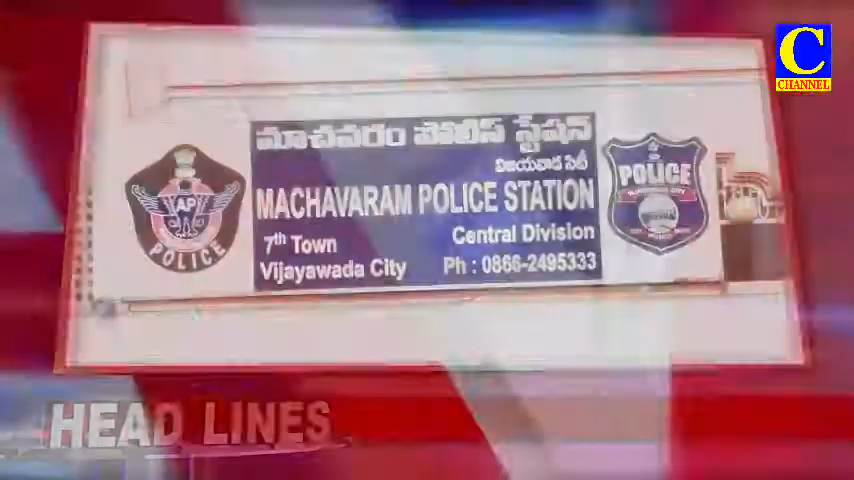 C
CHANNEL
మాచవరం పోలీస్ స్టేషన్
విజయవాడ సిటీ
MACHAVARAM POLICE STATION
7th Town
Central Division
Vijayawada City
Ph : 0866-2495333
AP
POLICE
POLICE
HEAD LINES